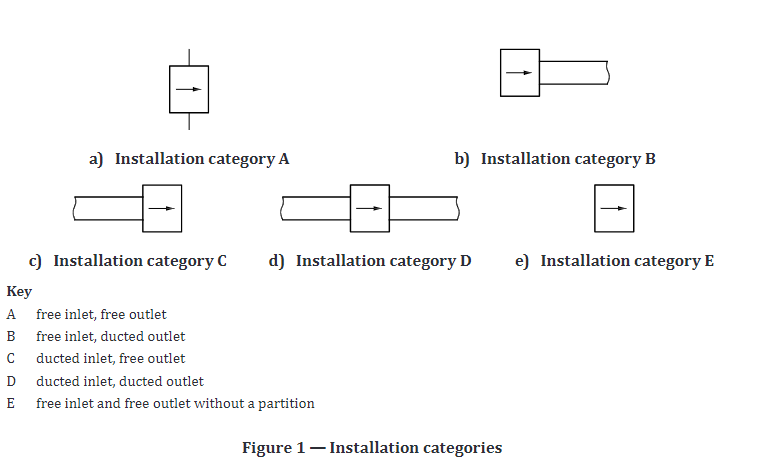 a) Installation category A
b) Installation category B
c) Installation category C
d) Installation category D
e) Installation category E
Key
A free inlet, free outlet
B free inlet, ducted outlet
C ducted inlet, free outlet
D ducted inlet, ducted outlet
E free inlet and free outlet without a partition
Figure 1 — Installation categories